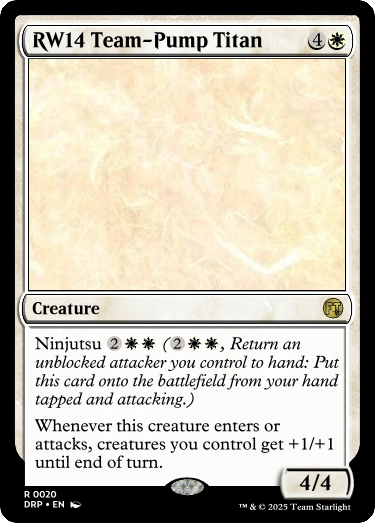 RW14 Team-Pump Titan 4
Creature FT
Ninjutsu 2 (2, Return an
unblocked attacker you control to hand: Put
this card onto the battlefield from your hand
tapped and attacking.)
Whenever this creature enters or
attacks, creatures you control get +1/+1
until end of turn.
4/4
R 0020
DRP • EN
™ & © 2025 Team Starlight